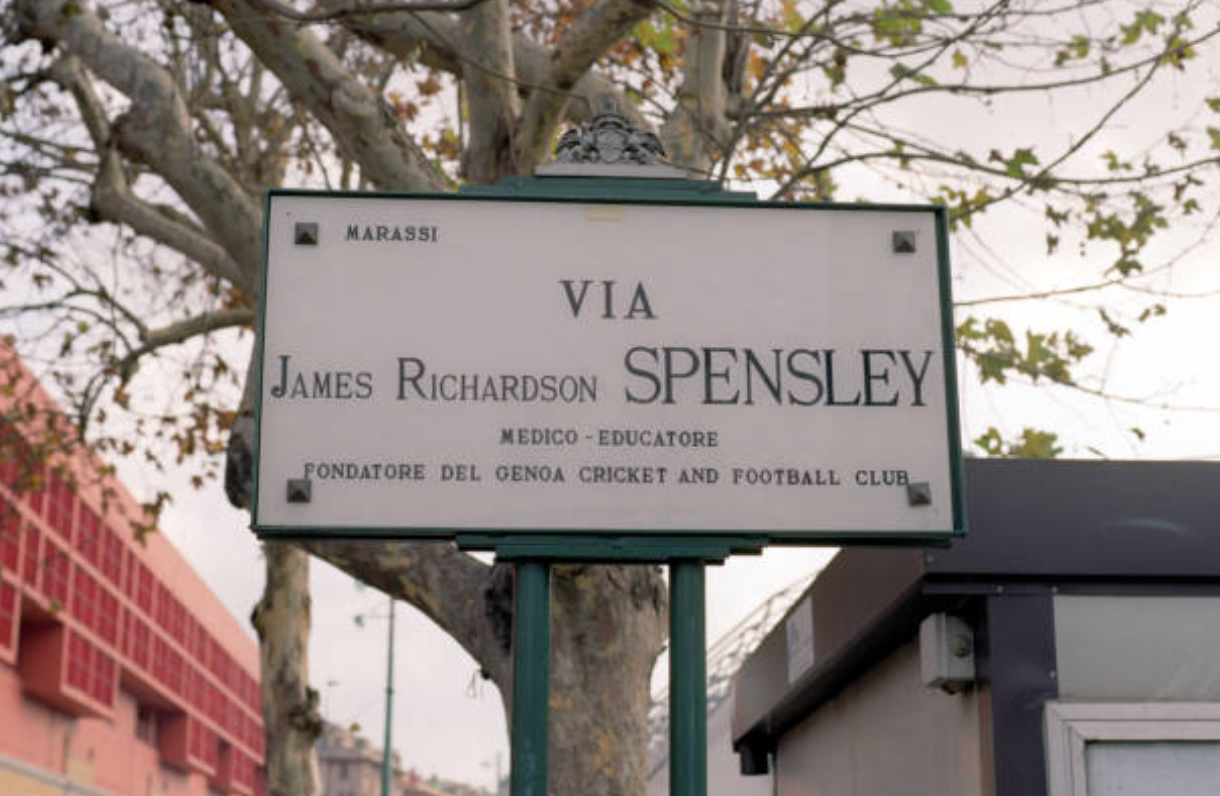 MARASSI
VIA
JAMES RICHARDSON SPENSLEY
MEDICO - EDUCATORE
FONDATORE DEL GENOA CRICKET AND FOOTBALL CLUB